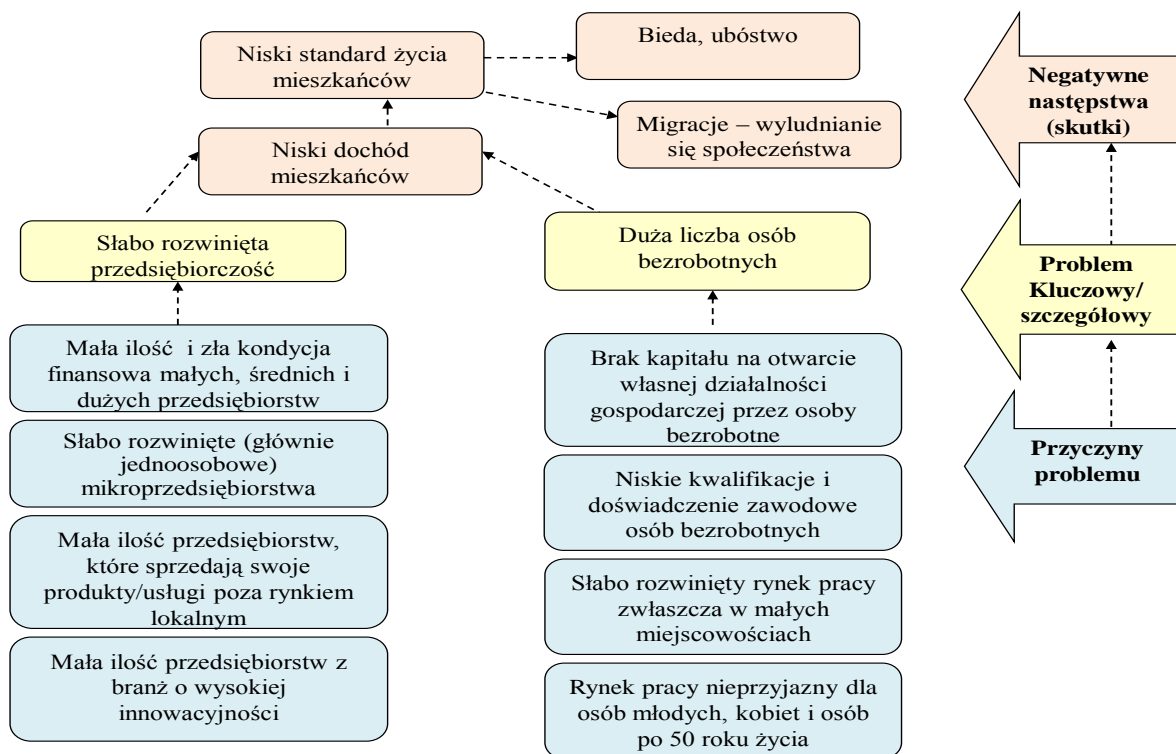 Niski standard życia
mieszkańców
Bieda, ubóstwo
Migracje – wyludnianie
się społeczeństwa
Niski dochód
mieszkańców
Słabo rozwinięta
przedsiębiorczość
Duża liczba osób
bezrobotnych
Mała ilość  i zła kondycja
finansowa małych, średnich i
dużych przedsiębiorstw
Słabo rozwinięte (głównie
jednoosobowe)
mikroprzedsiębiorstwa
Mała ilość przedsiębiorstw,
które sprzedają swoje
produkty/usługi poza rynkiem
lokalnym
Mała ilość przedsiębiorstw z
branż o wysokiej
innowacyjności
Brak kapitału na otwarcie
własnej działalności
gospodarczej przez osoby
bezrobotne
Niskie kwalifikacje i
doświadczenie zawodowe
osób bezrobotnych
Słabo rozwinięty rynek pracy
zwłaszcza w małych
miejscowościach
Rynek pracy nieprzyjazny dla
osób młodych, kobiet i osób
po 50 roku życia
Negatywne
następstwa
(skutki)
Problem
Kluczowy/
szczegółowy
Przyczyny
problemu